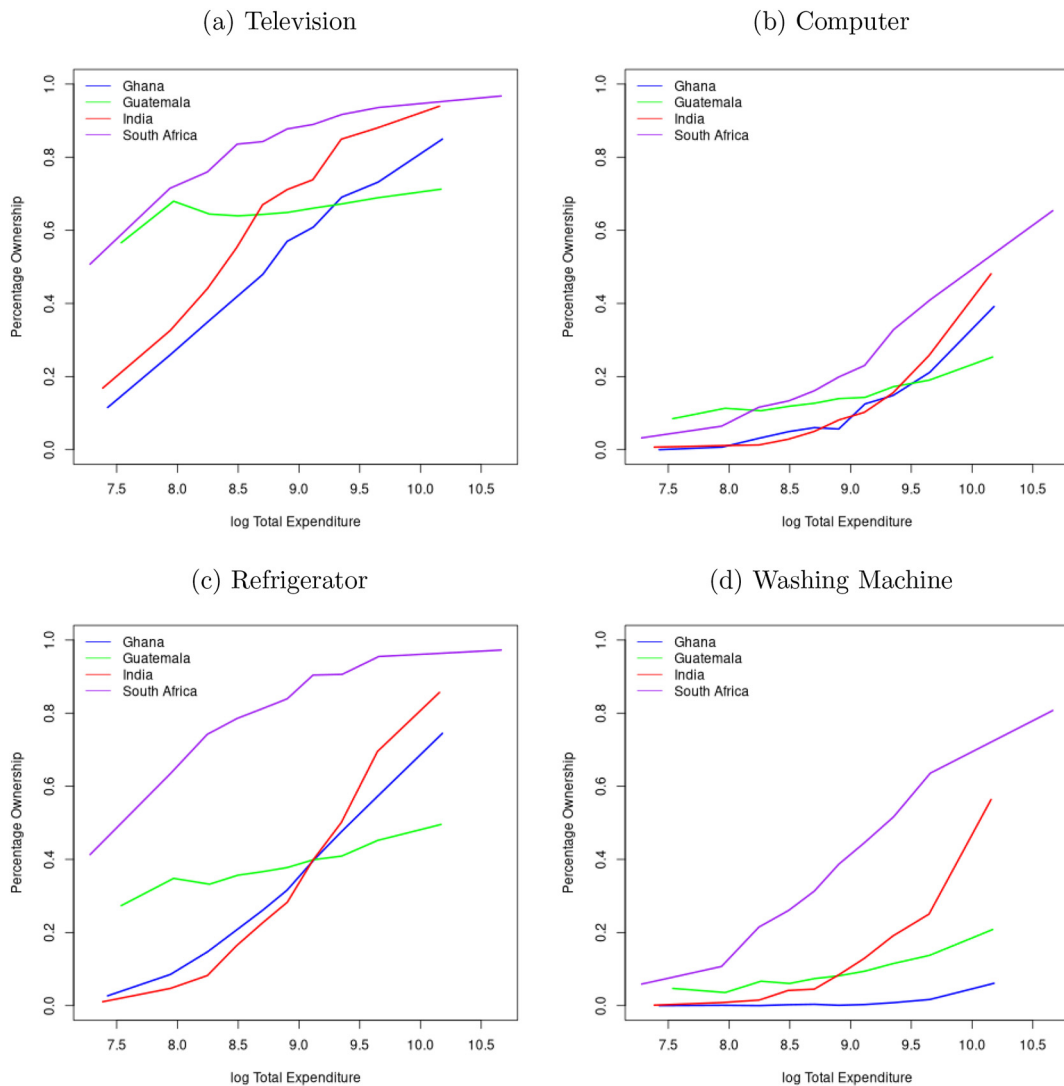 (a) Television
(b) Computer
Ghana
Guatemala
India
South Africa
Percentage Ownership
0.0 0.2 0.4 0.6 0.8 1.0
7.5 8.0 8.5 9.0 9.5 10.0 10.5
log Total Expenditure
Ghana
Guatemala
India
South Africa
Percentage Ownership
0.0 0.2 0.4 0.6 0.8 1.0
7.5 8.0 8.5 9.0 9.5 10.0 10.5
log Total Expenditure
(c) Refrigerator
(d) Washing Machine
Ghana
Guatemala
India
South Africa
Percentage Ownership
0.0 0.2 0.4 0.6 0.8 1.0
7.5 8.0 8.5 9.0 9.5 10.0 10.5
log Total Expenditure
Ghana
Guatemala
India
South Africa
Percentage Ownership
0.0 0.2 0.4 0.6 0.8 1.0
7.5 8.0 8.5 9.0 9.5 10.0 10.5
log Total Expenditure